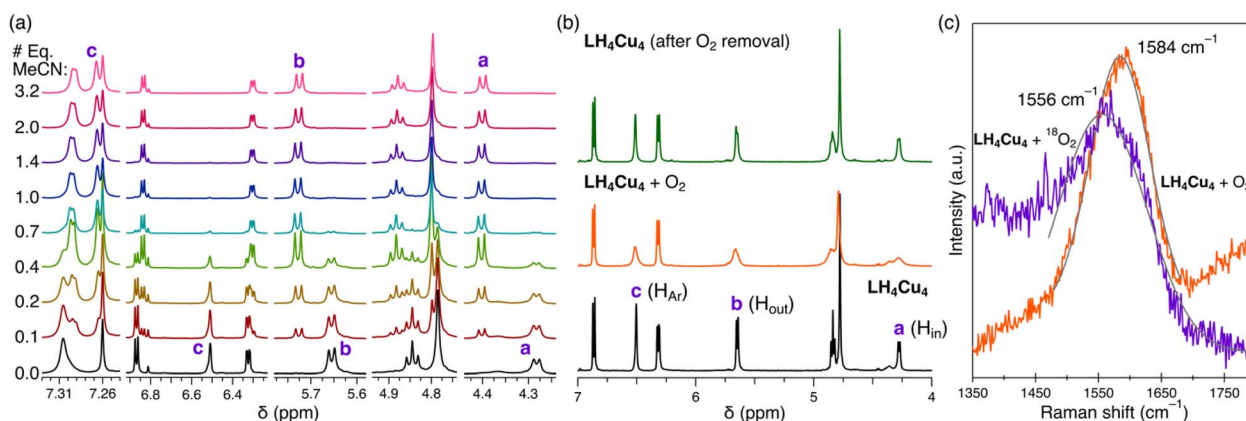 (a)
# Eq.
MeCN:
c
b
a
3.2
2.0
1.4
1.0
0.7
0.4
0.2
0.1
0.0
c
b
a
7.31 7.26 6.8 6.4 5.7 5.6 4.9 4.8 4.4 4.3
δ (ppm)
(b)
LH4Cu4 (after O2 removal)
LH4Cu4 + O2
LH4Cu4
c (HAr)
b (Hout)
a (Hin)
7 6 5 4
δ (ppm)
(c)
1584 cm–1
1556 cm–1
LH4Cu4 + 18O2
LH4Cu4 + O2
Intensity (a.u.)
1350 1450 1550 1650 1750
Raman shift (cm–1)